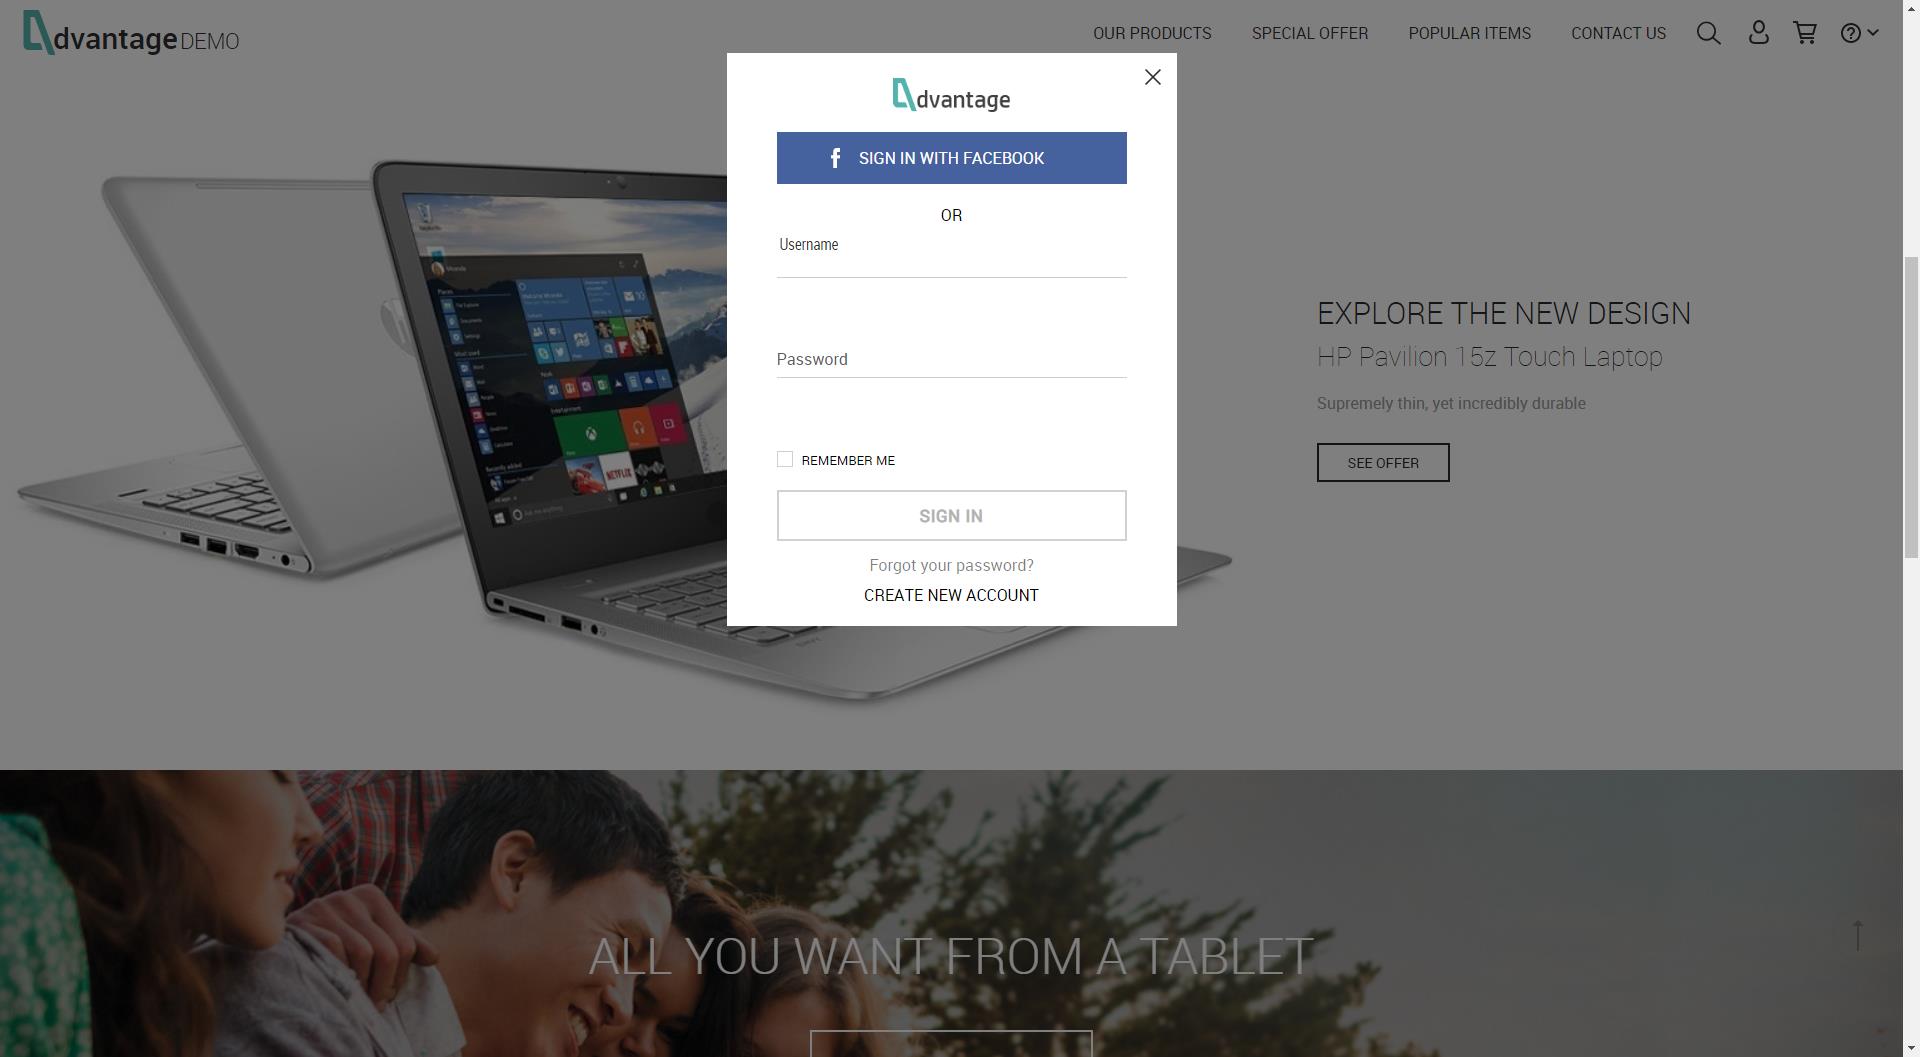 dvantage DEMO
OUR PRODUCTS
SPECIAL OFFER
POPULAR ITEMS
CONTACT US
dvantage
SIGN IN WITH FACEBOOK
OR
Username
Password
REMEMBER ME
SIGN IN
Forgot your password?
CREATE NEW ACCOUNT
EXPLORE THE NEW DESIGN
HP Pavilion 15z Touch Laptop
Supremely thin, yet incredibly durable
SEE OFFER
NETFLIX
ALL YOU WANT FROM A TABLET